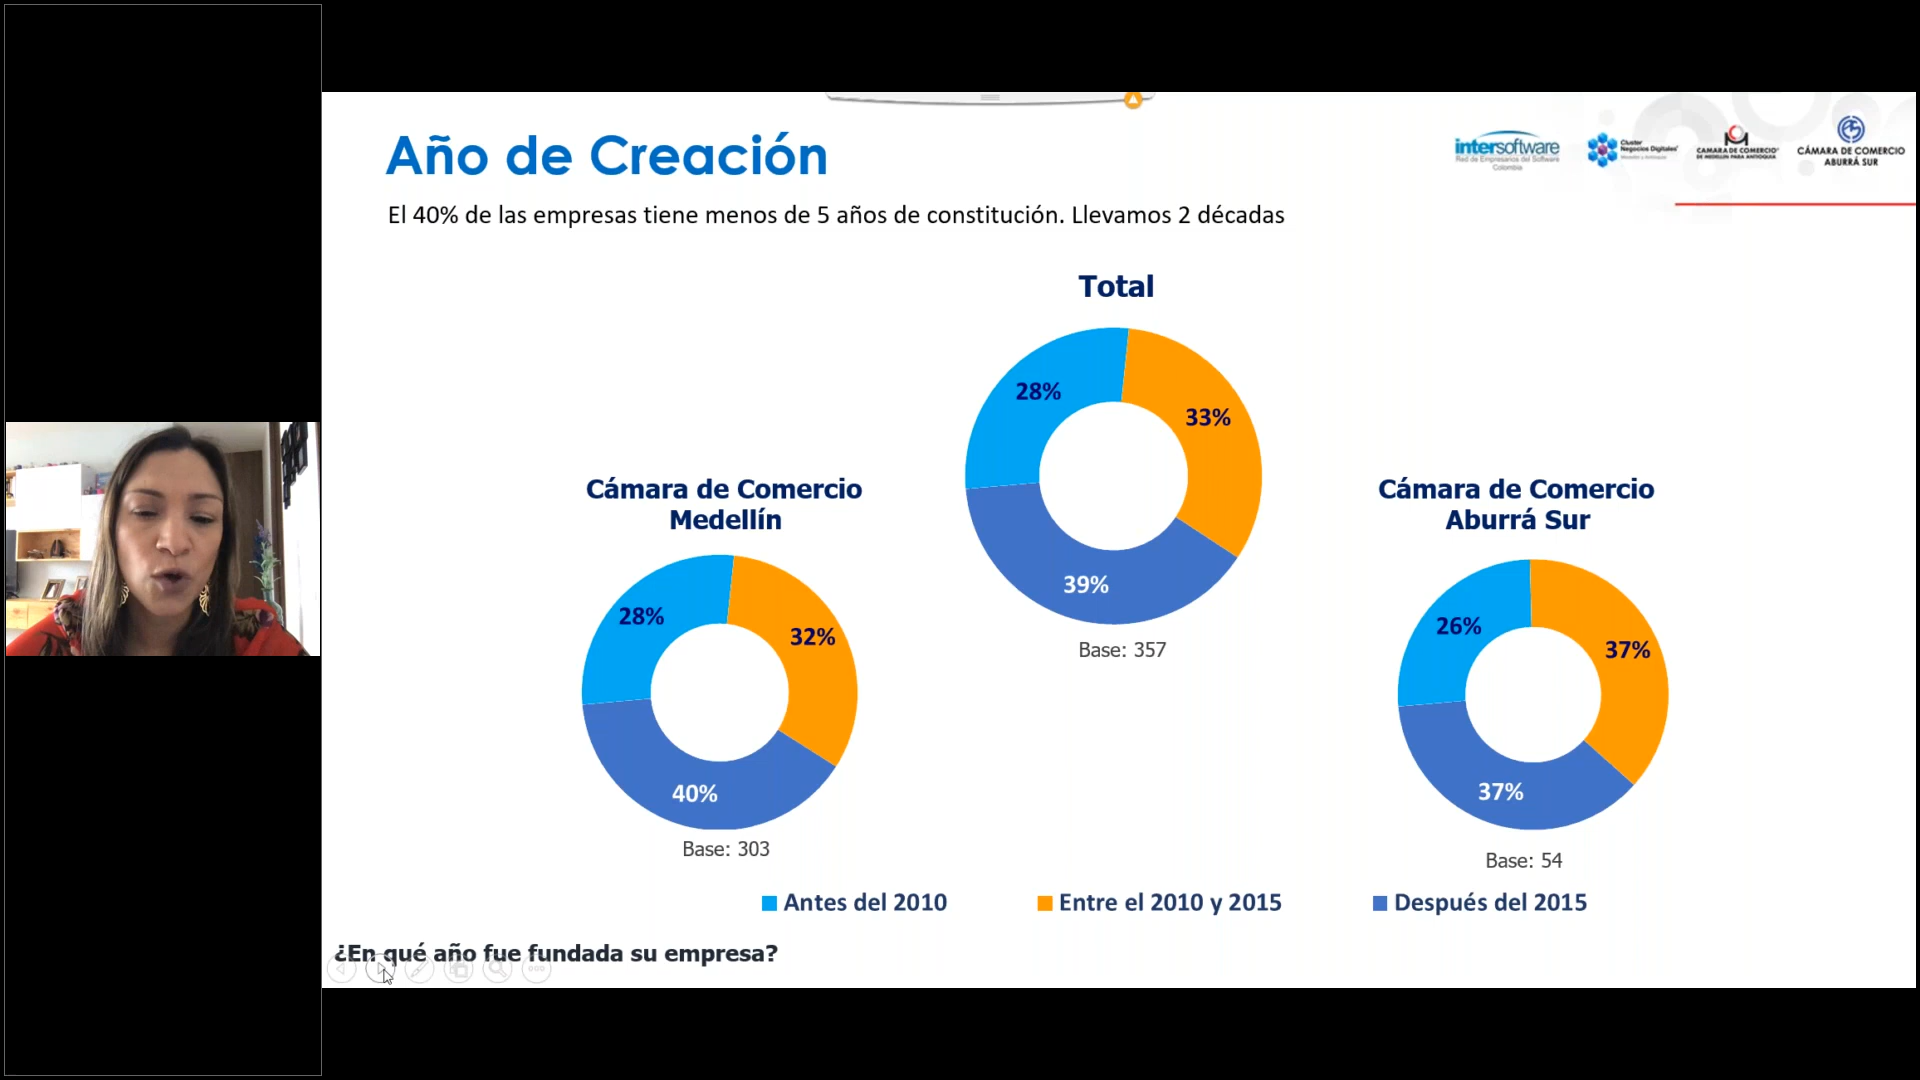 Año de Creación
intersoftware
Red de Empresarios del Software
Colombia
Cluster
Negocios Digitales
CAMARA DE COMERCIO
DE MEDELLIN PARA ANTIOQUIA
CÁMARA DE COMERCIO
ABURRÁ SUR
El 40% de las empresas tiene menos de 5 años de constitución. Llevamos 2 décadas
Total
28%
33%
39%
Base: 357
Cámara de Comercio
Medellín
28%
32%
40%
Base: 303
Cámara de Comercio
Aburrá Sur
26%
37%
37%
Base: 54
Antes del 2010
Entre el 2010 y 2015
Después del 2015
¿En qué año fue fundada su empresa?